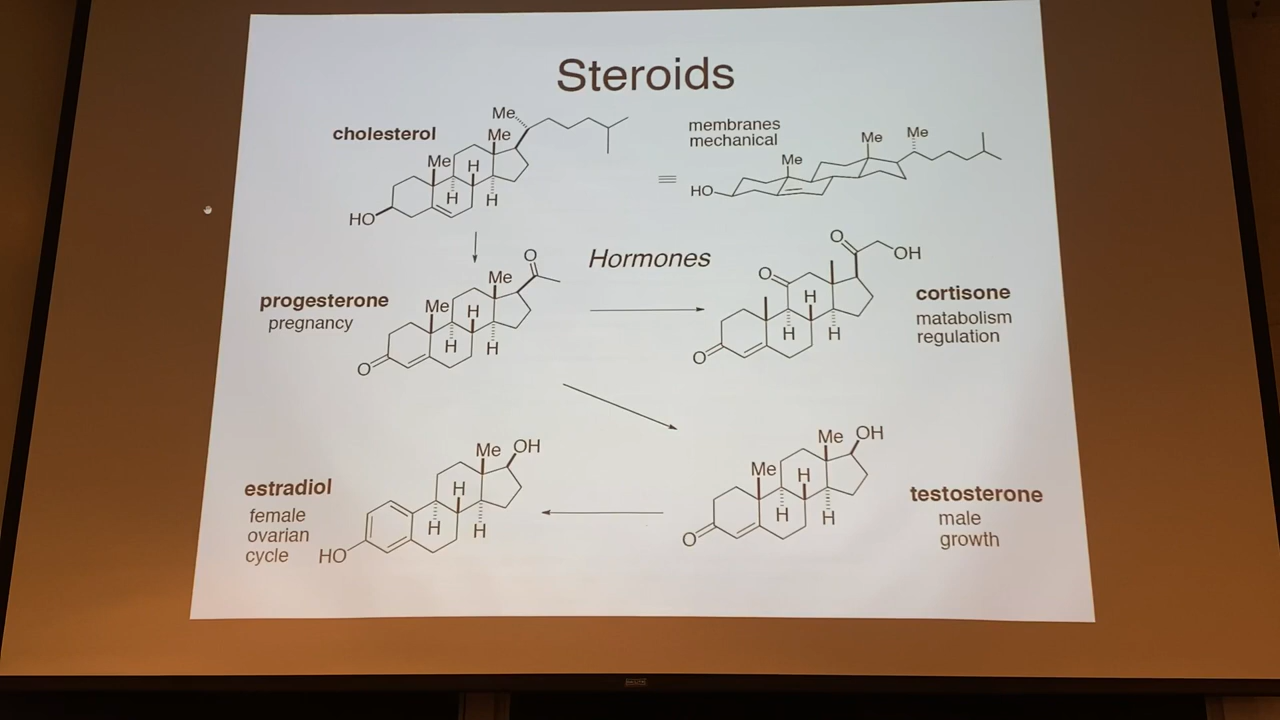 Steroids
cholesterol
Me
Me
Me
H
H
H
HO
membranes
mechanical
Me
Me
Me
HO
Hormones
progesterone
pregnancy
O
Me
Me
H
H
H
O
O
OH
O
H
H
H
O
cortisone
matabolism
regulation
estradiol
female
ovarian
cycle
Me
OH
H
H
H
HO
Me
OH
Me
H
H
H
O
testosterone
male
growth